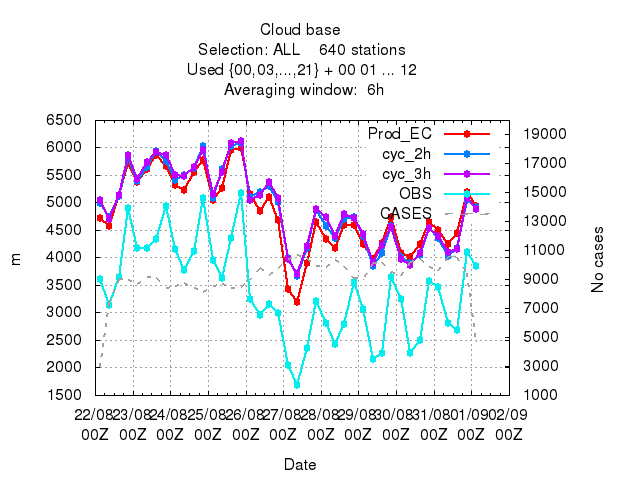 Cloud base
Selection: ALL    640 stations
Used {00,03,...,21} + 00 01 ... 12
Averaging window:  6h
6500
6000
5500
5000
4500
4000
3500
3000
2500
2000
1500
m
Prod_EC
cyc_2h
cyc_3h
OBS
CASES
19000
17000
15000
13000
11000
9000
7000
5000
3000
1000
No cases
22/08 23/08 24/08 25/08 26/08 27/08 28/08 29/08 30/08 31/08 01/09 02/09
00Z 00Z 00Z 00Z 00Z 00Z 00Z 00Z 00Z 00Z 00Z 00Z
Date